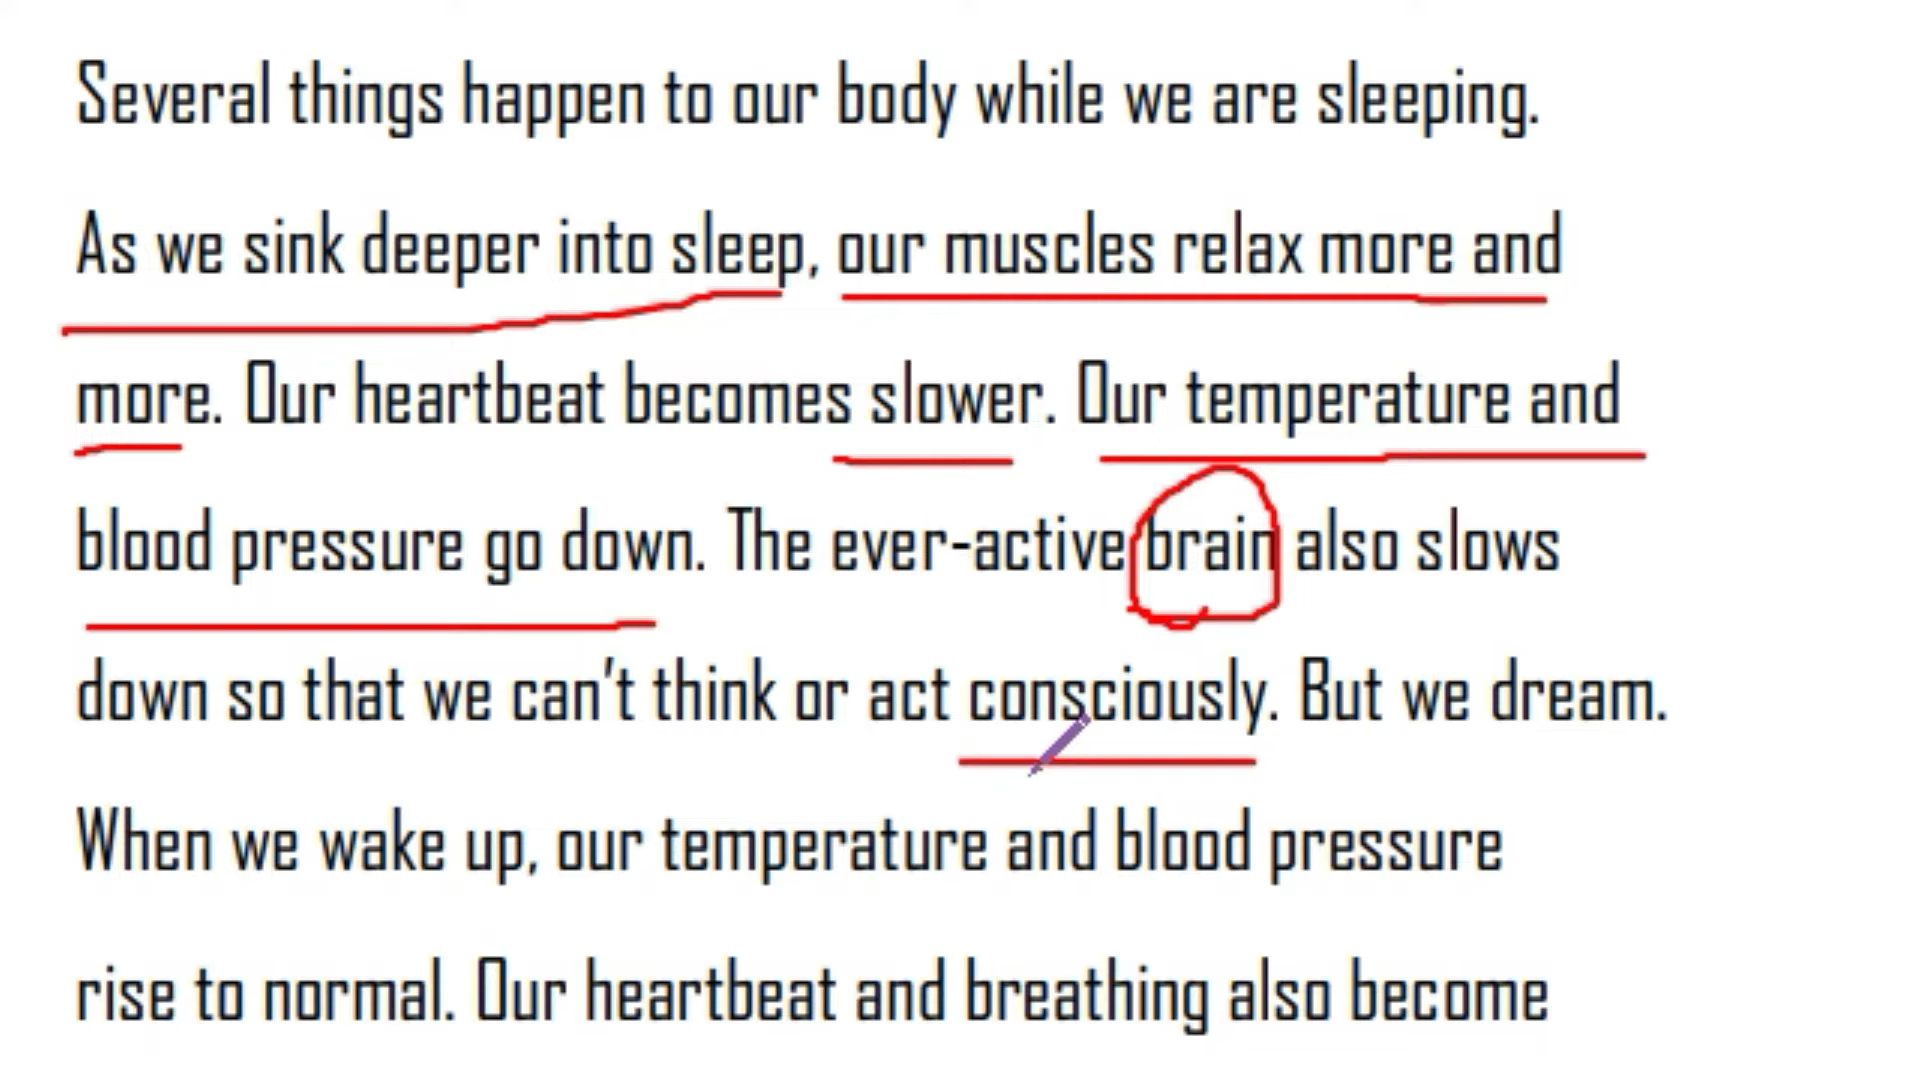 Several things happen to our body while we are sleeping.
As we sink deeper into sleep, our muscles relax more and
more. Our heartbeat becomes slower. Our temperature and
blood pressure go down. The ever-active brain also slows
down so that we can't think or act consciously. But we dream.
When we wake up, our temperature and blood pressure
rise to normal. Our heartbeat and breathing also become